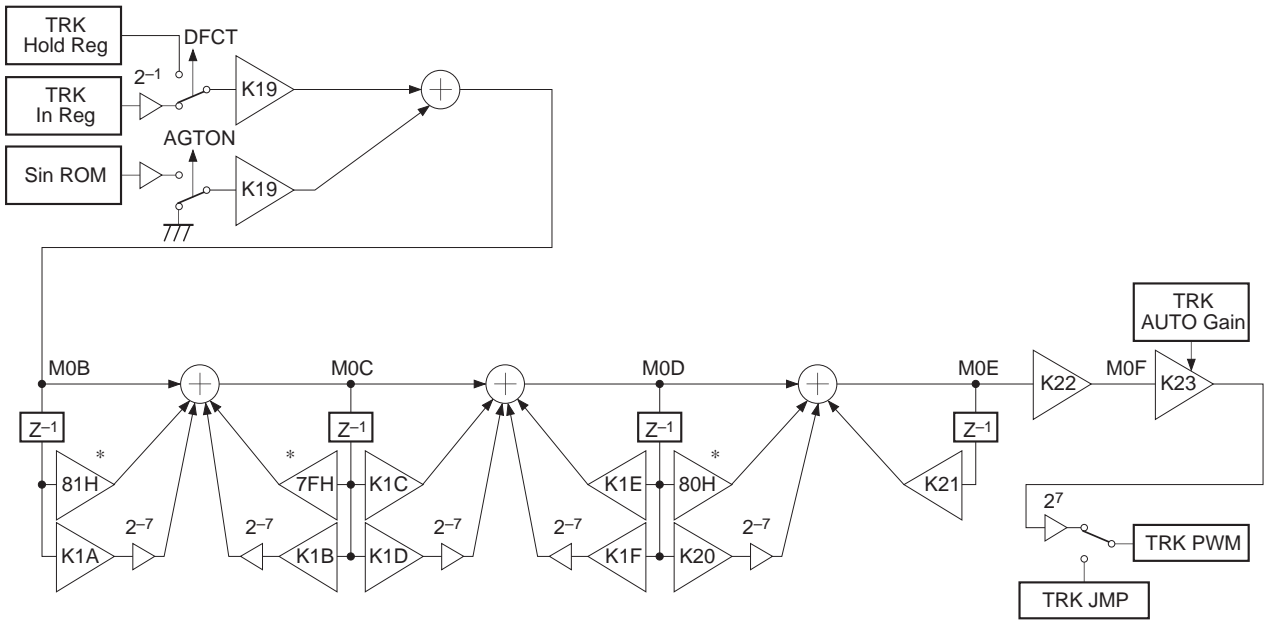 TRK
Hold Reg
DFCT
2–1
K19
TRK
In Reg
AGTON
Sin ROM
K19
TRK
AUTO Gain
M0B
M0C
M0D
M0E
K22
M0F
K23
Z–1
Z–1
Z–1
Z–1
*
*
*
81H
7FH
K1C
K1E
80H
K21
2–7
2–7
2–7
2–7
2–7
K1A
K1B
K1D
K1F
K20
27
TRK PWM
TRK JMP